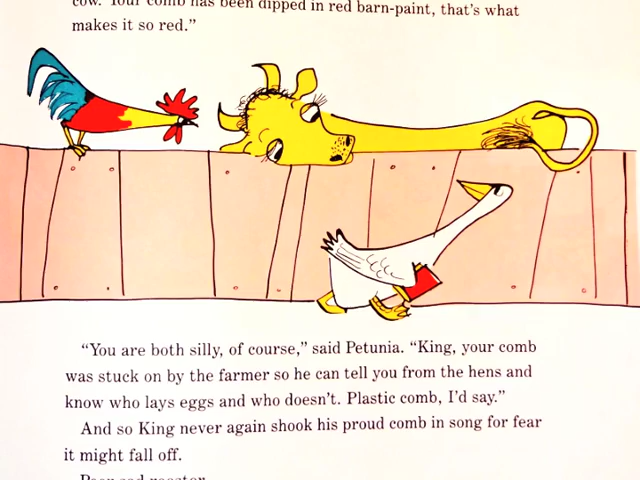 cow. Your comb has been dipped in red barn-paint, that's what
makes it so red.”
“You are both silly, of course,” said Petunia. “King, your comb
was stuck on by the farmer so he can tell you from the hens and
know who lays eggs and who doesn't. Plastic comb, I'd say.”
And so King never again shook his proud comb in song for fear
it might fall off.
Poor sad rooster